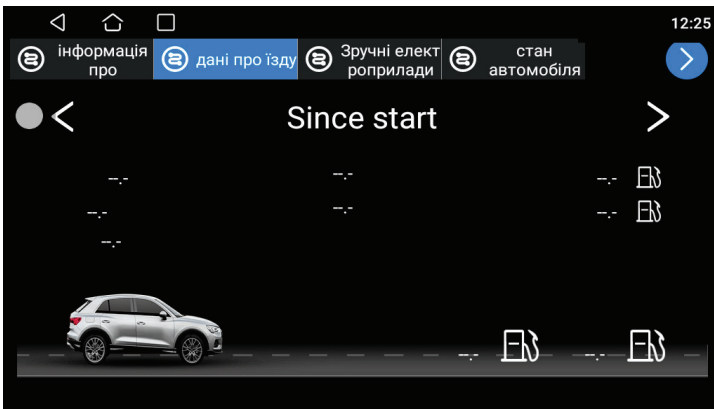 12:25
інформація
про
дані про їзду
Зручні елект
роприлади
стан
автомобіля
Since start
--.- --.- --.-
--.- --.- --.-
--.-
--.- --.-